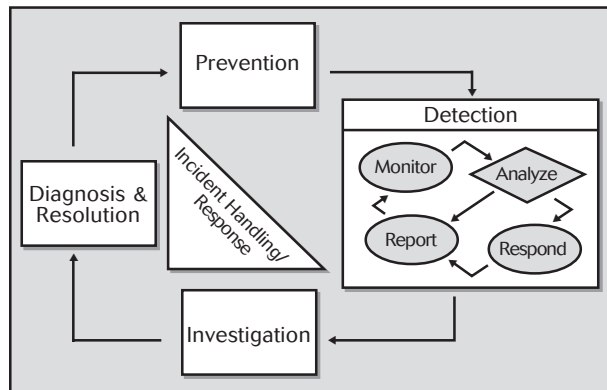 Prevention
Detection
Monitor
Analyze
Report
Respond
Diagnosis &
Resolution
Incident Handling/
Response
Investigation